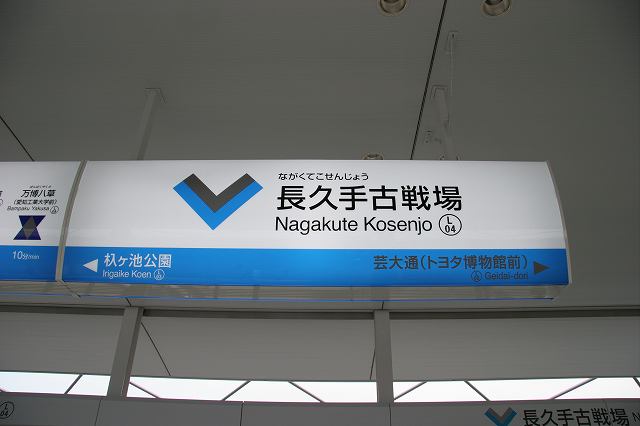 ながくてこせんじょう
長久手古戦場
Nagakute Kosenjo
L
04
杁ヶ池公園
Irigaike Koen
芸大通(トヨタ博物館前)
Geidai-dori
万博八草
(愛知工業大学前)
Bampaku Yakusa
10分/min
L
04
長久手古戦場